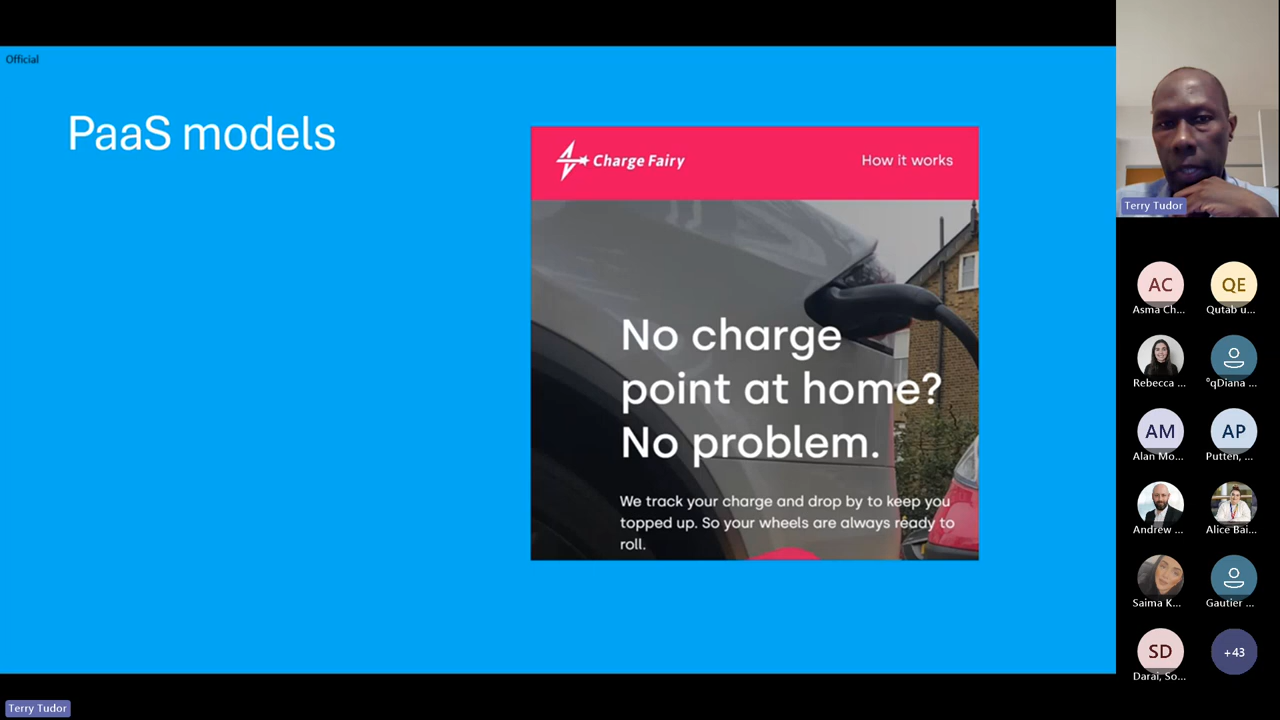 Official
PaaS models
Charge Fairy
How it works
No charge
point at home?
No problem.
We track your charge and drop by to keep you
topped up. So your wheels are always ready to
roll.
Terry Tudor
AC
Asma Ch...
QE
Qutab u...
Rebecca ...
°qDiana ...
AM
Alan Mo...
AP
Putten, ...
Andrew ...
Alice Bai...
Saima K...
Gautier ...
SD
Darai, So...
+43
Terry Tudor